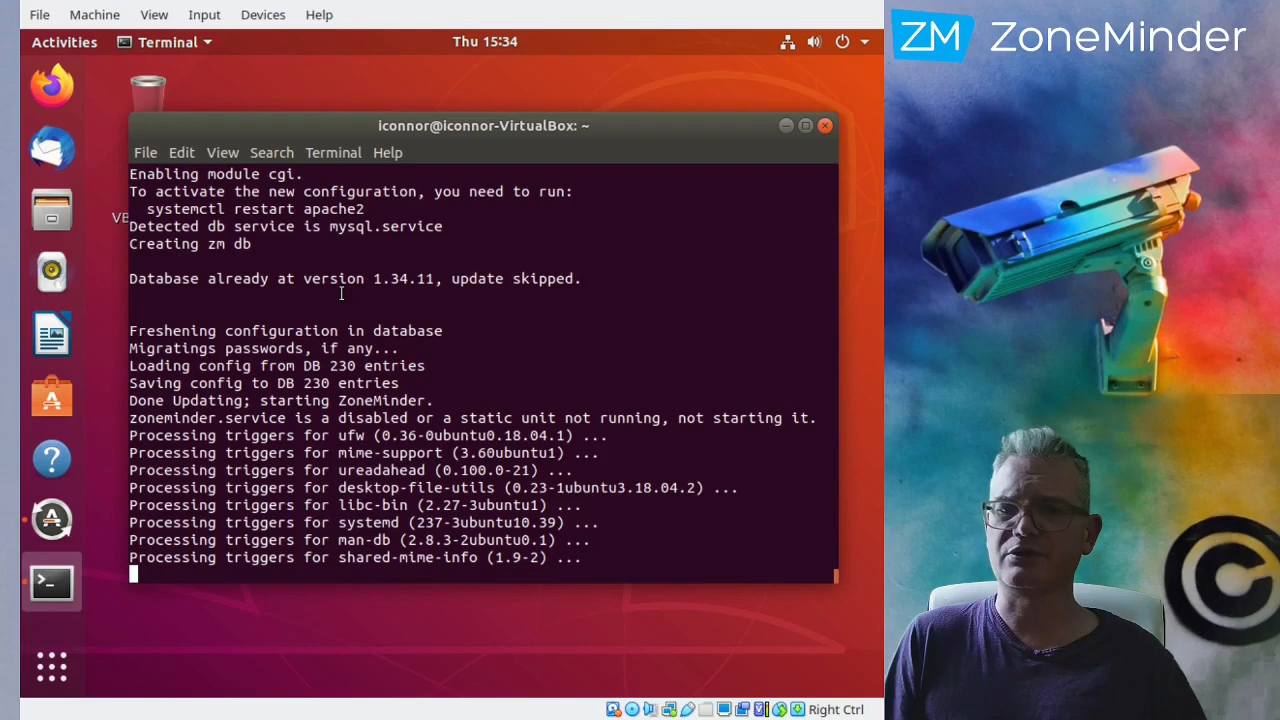 File Machine View Input Devices Help
Activities Terminal Thu 15:34
iconnor@iconnor-VirtualBox: ~
File Edit View Search Terminal Help
Enabling module cgi.
To activate the new configuration, you need to run:
systemctl restart apache2
Detected db service is mysql.service
Creating zm db
Database already at version 1.34.11, update skipped.
Freshening configuration in database
Migratings passwords, if any...
Loading config from DB 230 entries
Saving config to DB 230 entries
Done Updating; starting ZoneMinder.
zoneminder.service is a disabled or a static unit not running, not starting it.
Processing triggers for ufw (0.36-0ubuntu0.18.04.1) ...
Processing triggers for mime-support (3.60ubuntu1) ...
Processing triggers for ureadahead (0.100.0-21) ...
Processing triggers for desktop-file-utils (0.23-1ubuntu3.18.04.2) ...
Processing triggers for libc-bin (2.27-3ubuntu1) ...
Processing triggers for systemd (237-3ubuntu10.39) ...
Processing triggers for man-db (2.8.3-2ubuntu0.1) ...
Processing triggers for shared-mime-info (1.9-2) ...
VB
Right Ctrl
ZM ZoneMinder
C